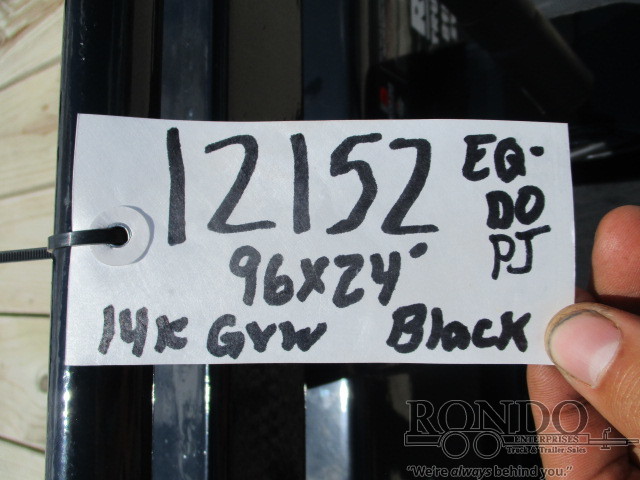 12152
EQ-
DO
PJ
96x24'
14K GVW Black
RONDO
ENTERPRISES
Truck & Trailer Sales
"We're always behind you."